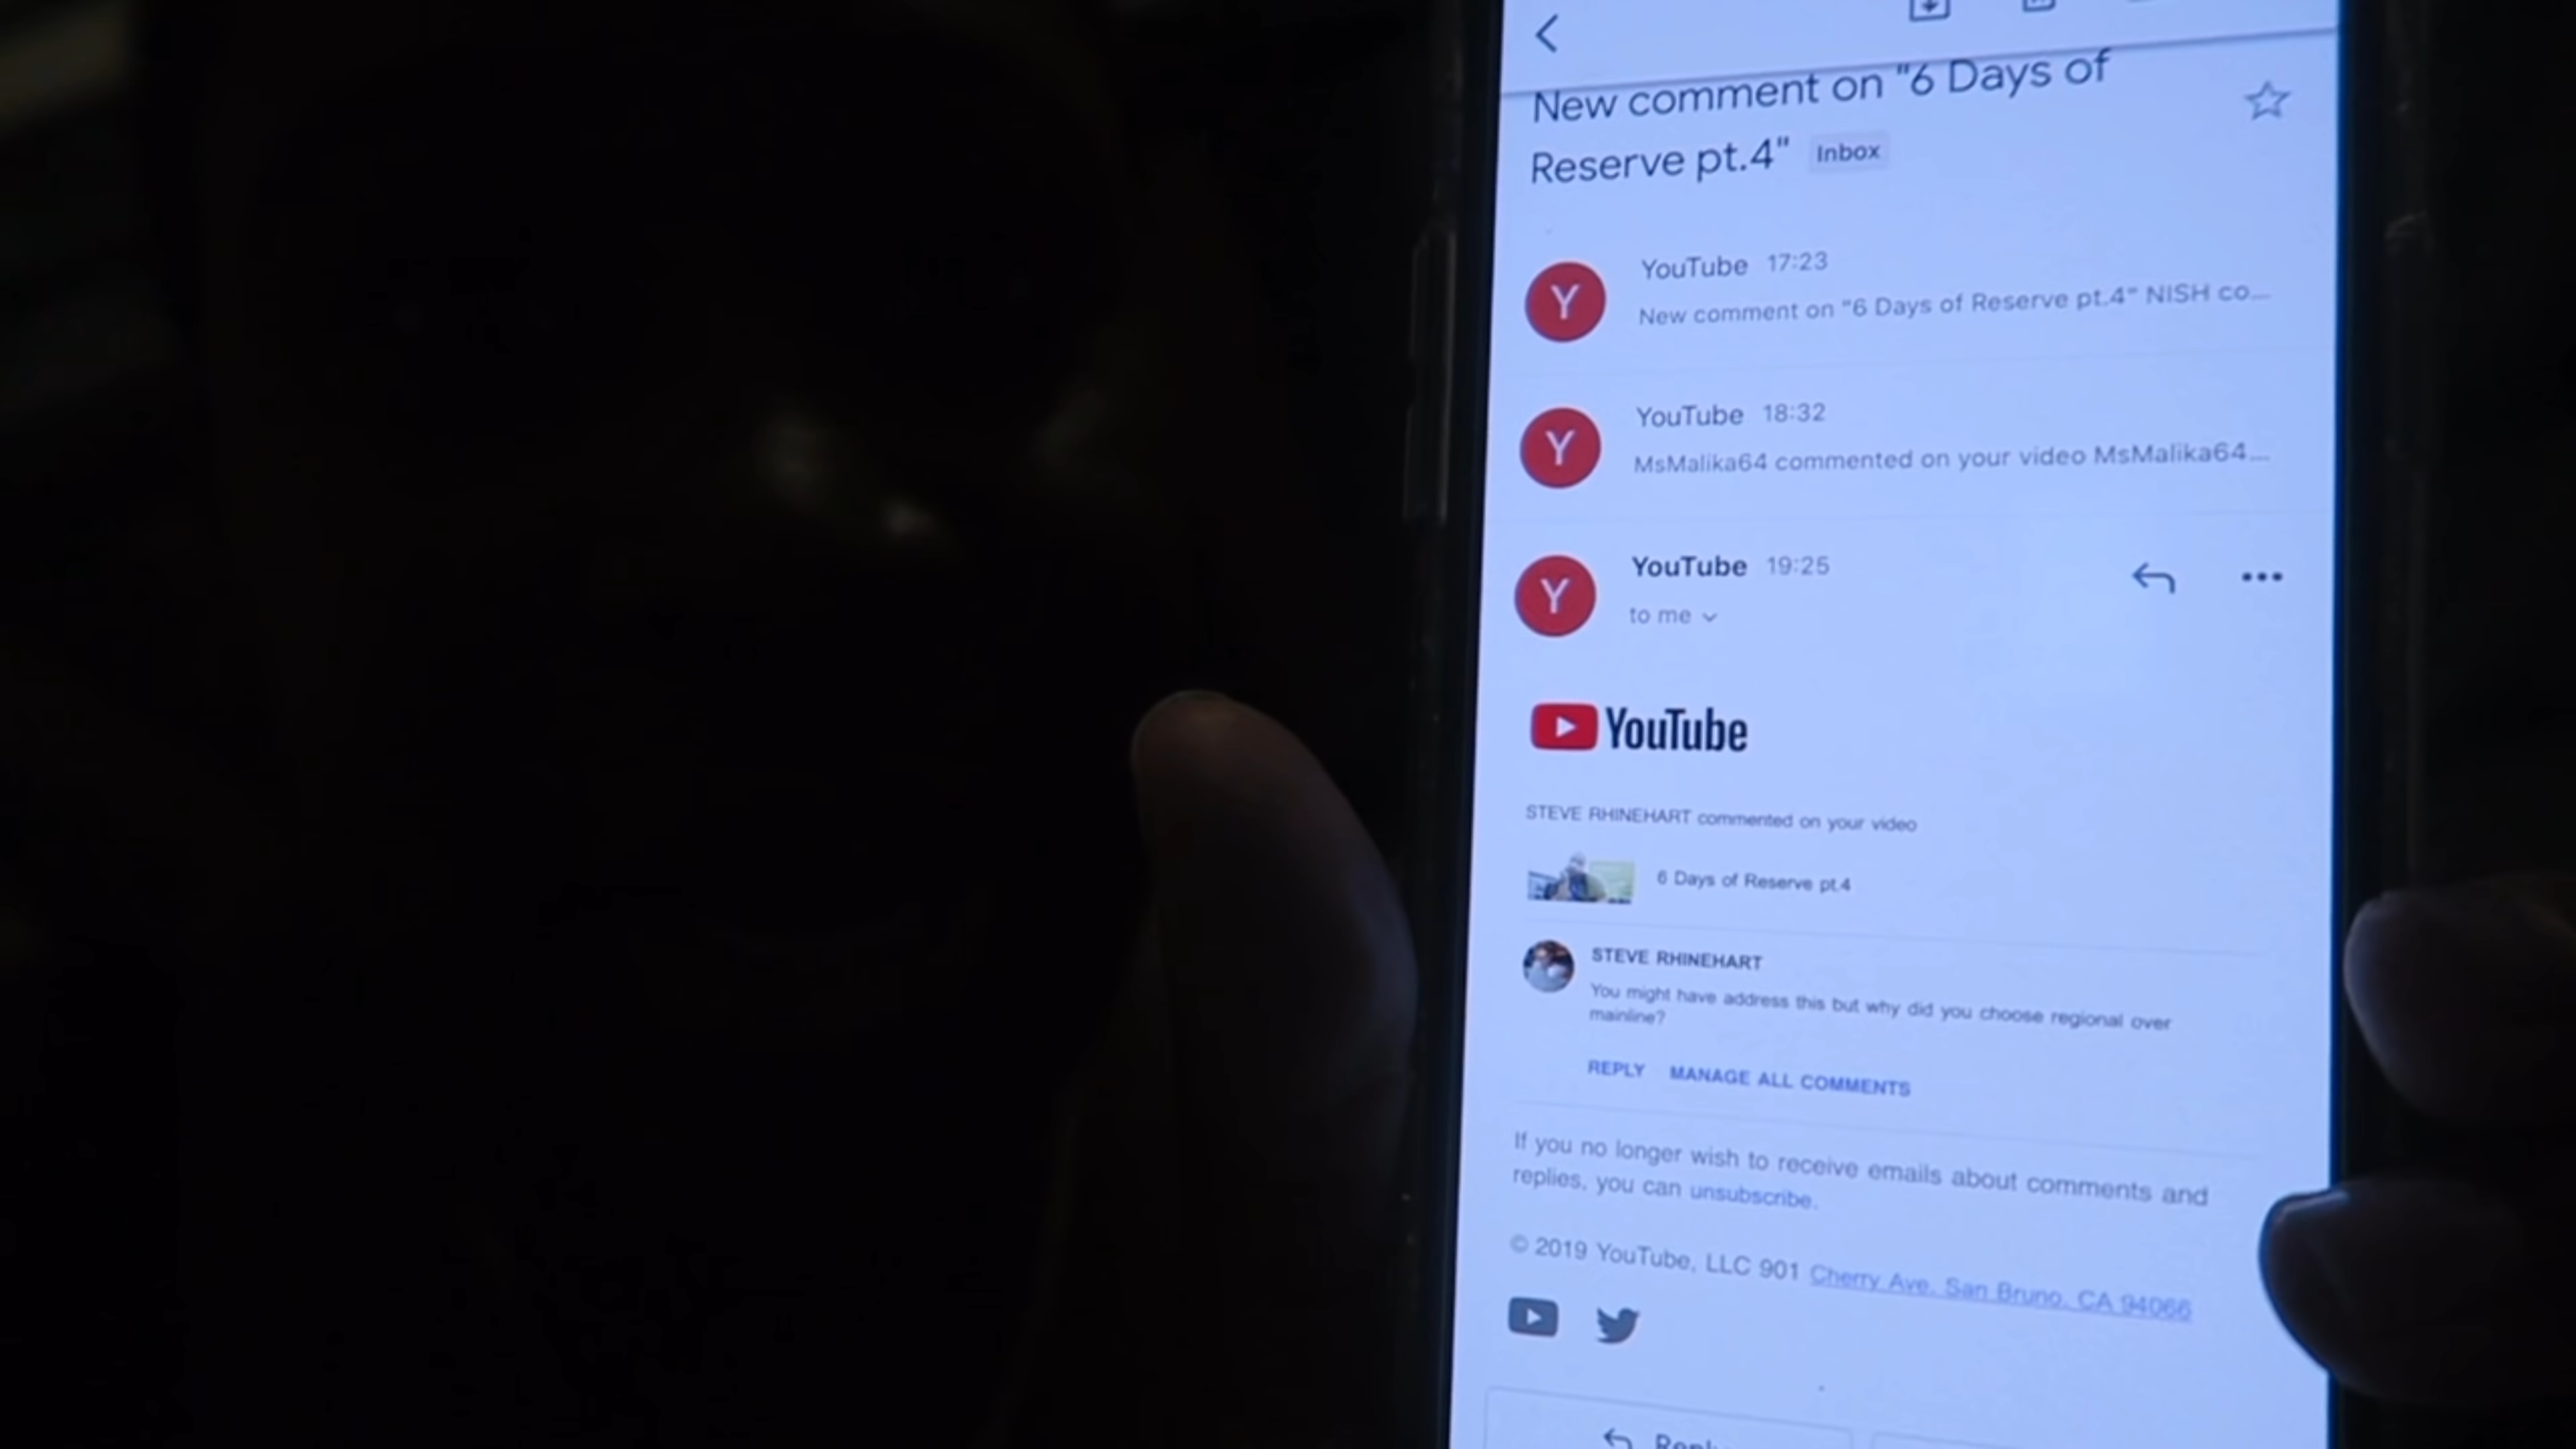 New comment on "6 Days of
Reserve pt.4" Inbox
Y
YouTube 17:23
New comment on "6 Days of Reserve pt.4" NISH co...
Y
YouTube 18:32
MsMalika64 commented on your video MsMalika64...
Y
YouTube 19:25
to me
YouTube
STEVE RHINEHART commented on your video
6 Days of Reserve pt.4
STEVE RHINEHART
You might have address this but why did you choose regional over
mainline?
REPLY MANAGE ALL COMMENTS
If you no longer wish to receive emails about comments and
replies, you can unsubscribe.
© 2019 YouTube, LLC 901 Cherry Ave, San Bruno, CA 94066